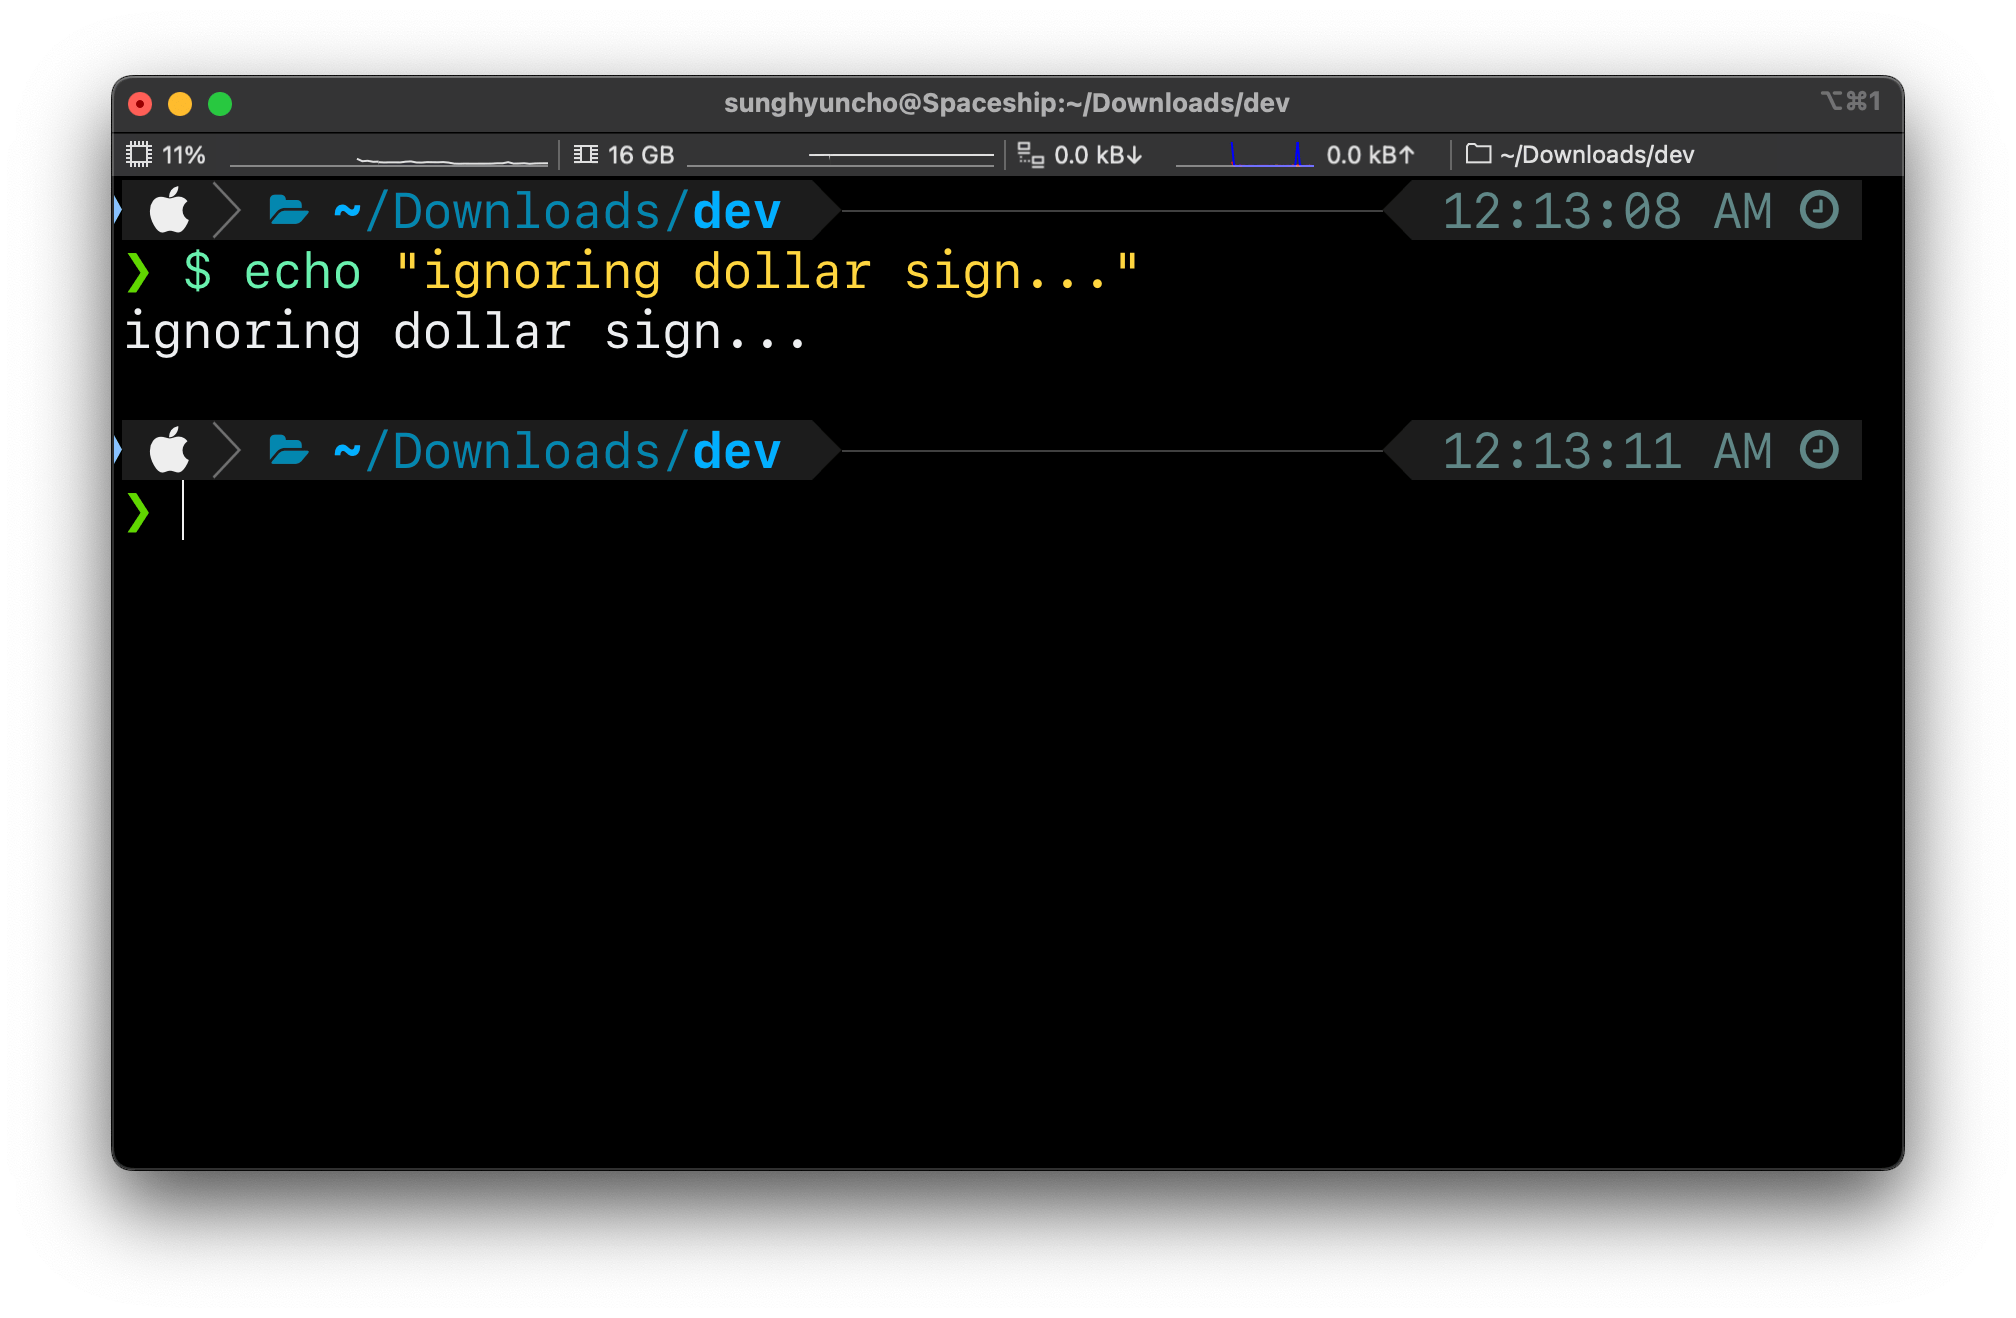 sunghyuncho@Spaceship:~/Downloads/dev ⌥⌘1
11% 16 GB 0.0 kB↓ 0.0 kB↑ ~/Downloads/dev
~/Downloads/dev 12:13:08 AM
❯ $ echo "ignoring dollar sign..."
ignoring dollar sign...
~/Downloads/dev 12:13:11 AM
❯